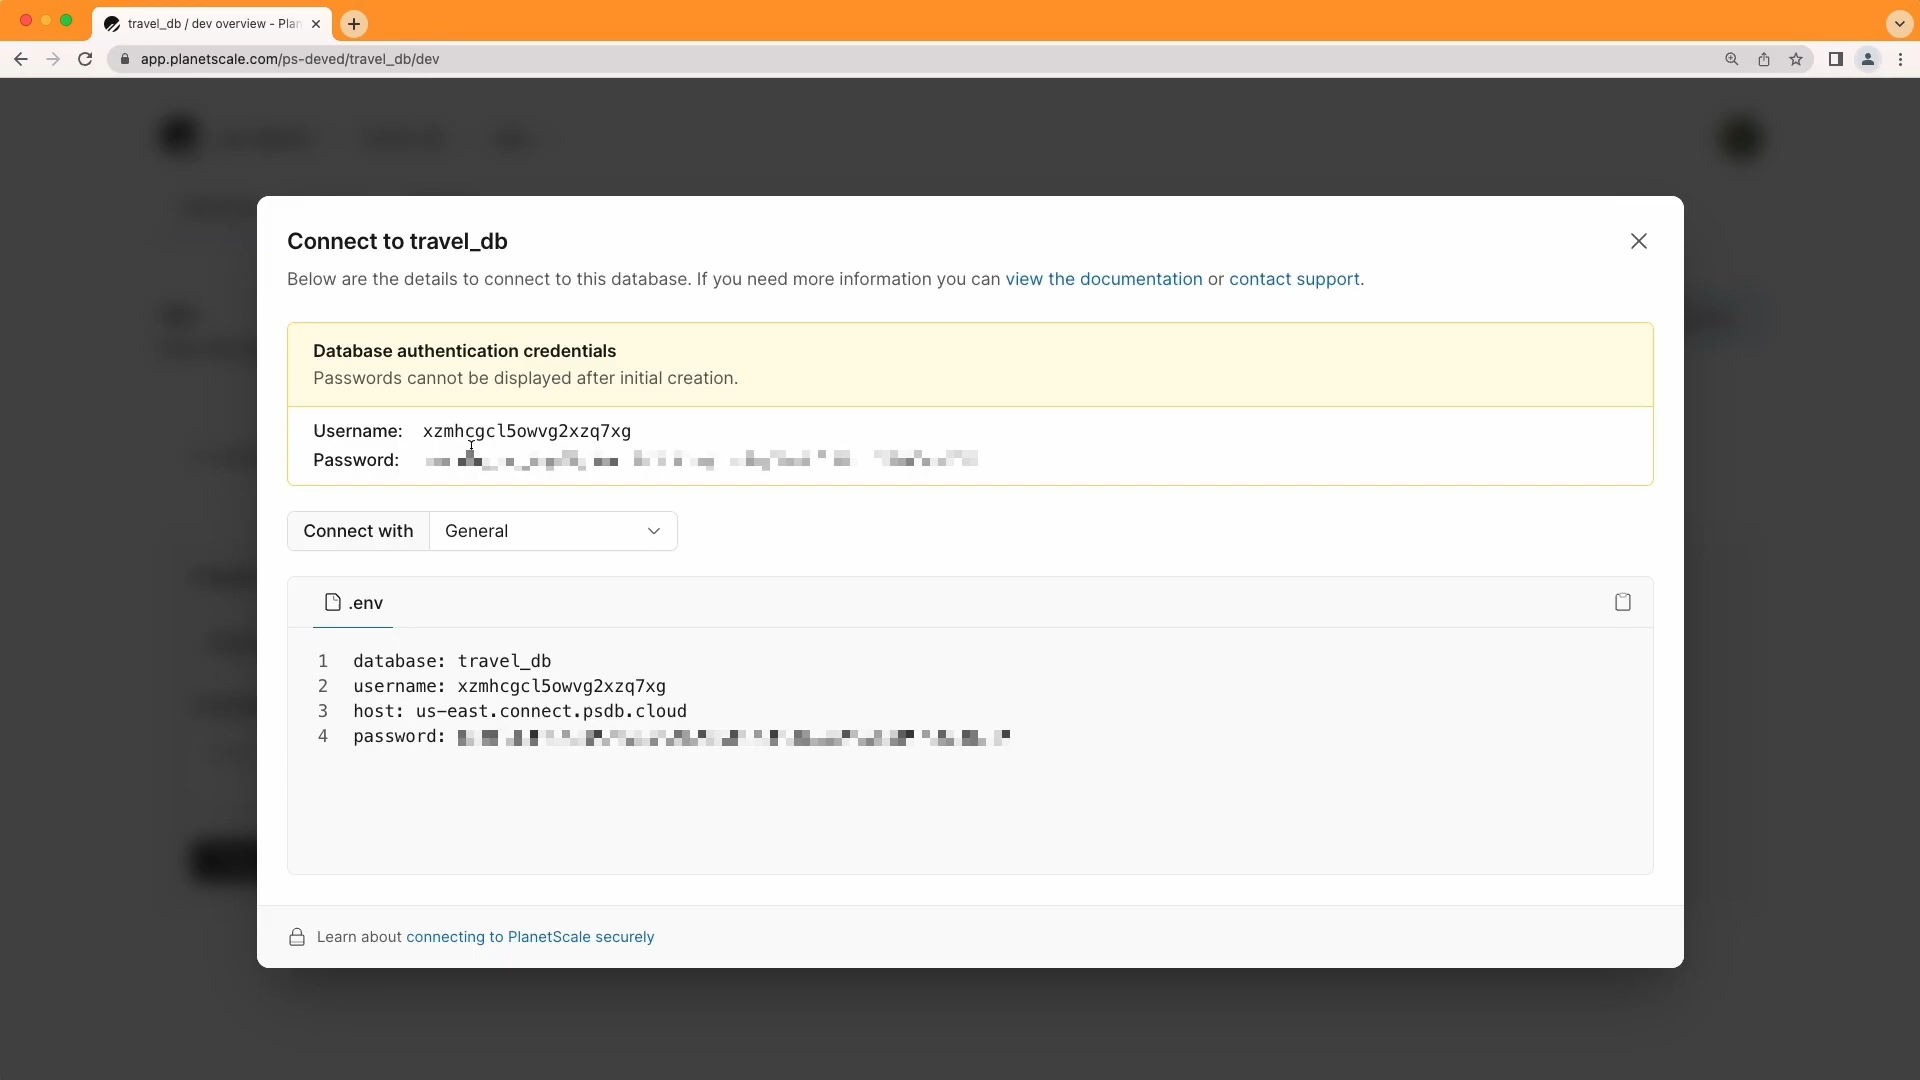 travel_db / dev overview - Plan
app.planetscale.com/ps-deved/travel_db/dev
Connect to travel_db
Below are the details to connect to this database. If you need more information you can view the documentation or contact support.
Database authentication credentials
Passwords cannot be displayed after initial creation.
Username: xzmhcgcl5owvg2xzq7xg
Password:
Connect with General
.env
1 database: travel_db
2 username: xzmhcgcl5owvg2xzq7xg
3 host: us-east.connect.psdb.cloud
4 password:
Learn about connecting to PlanetScale securely